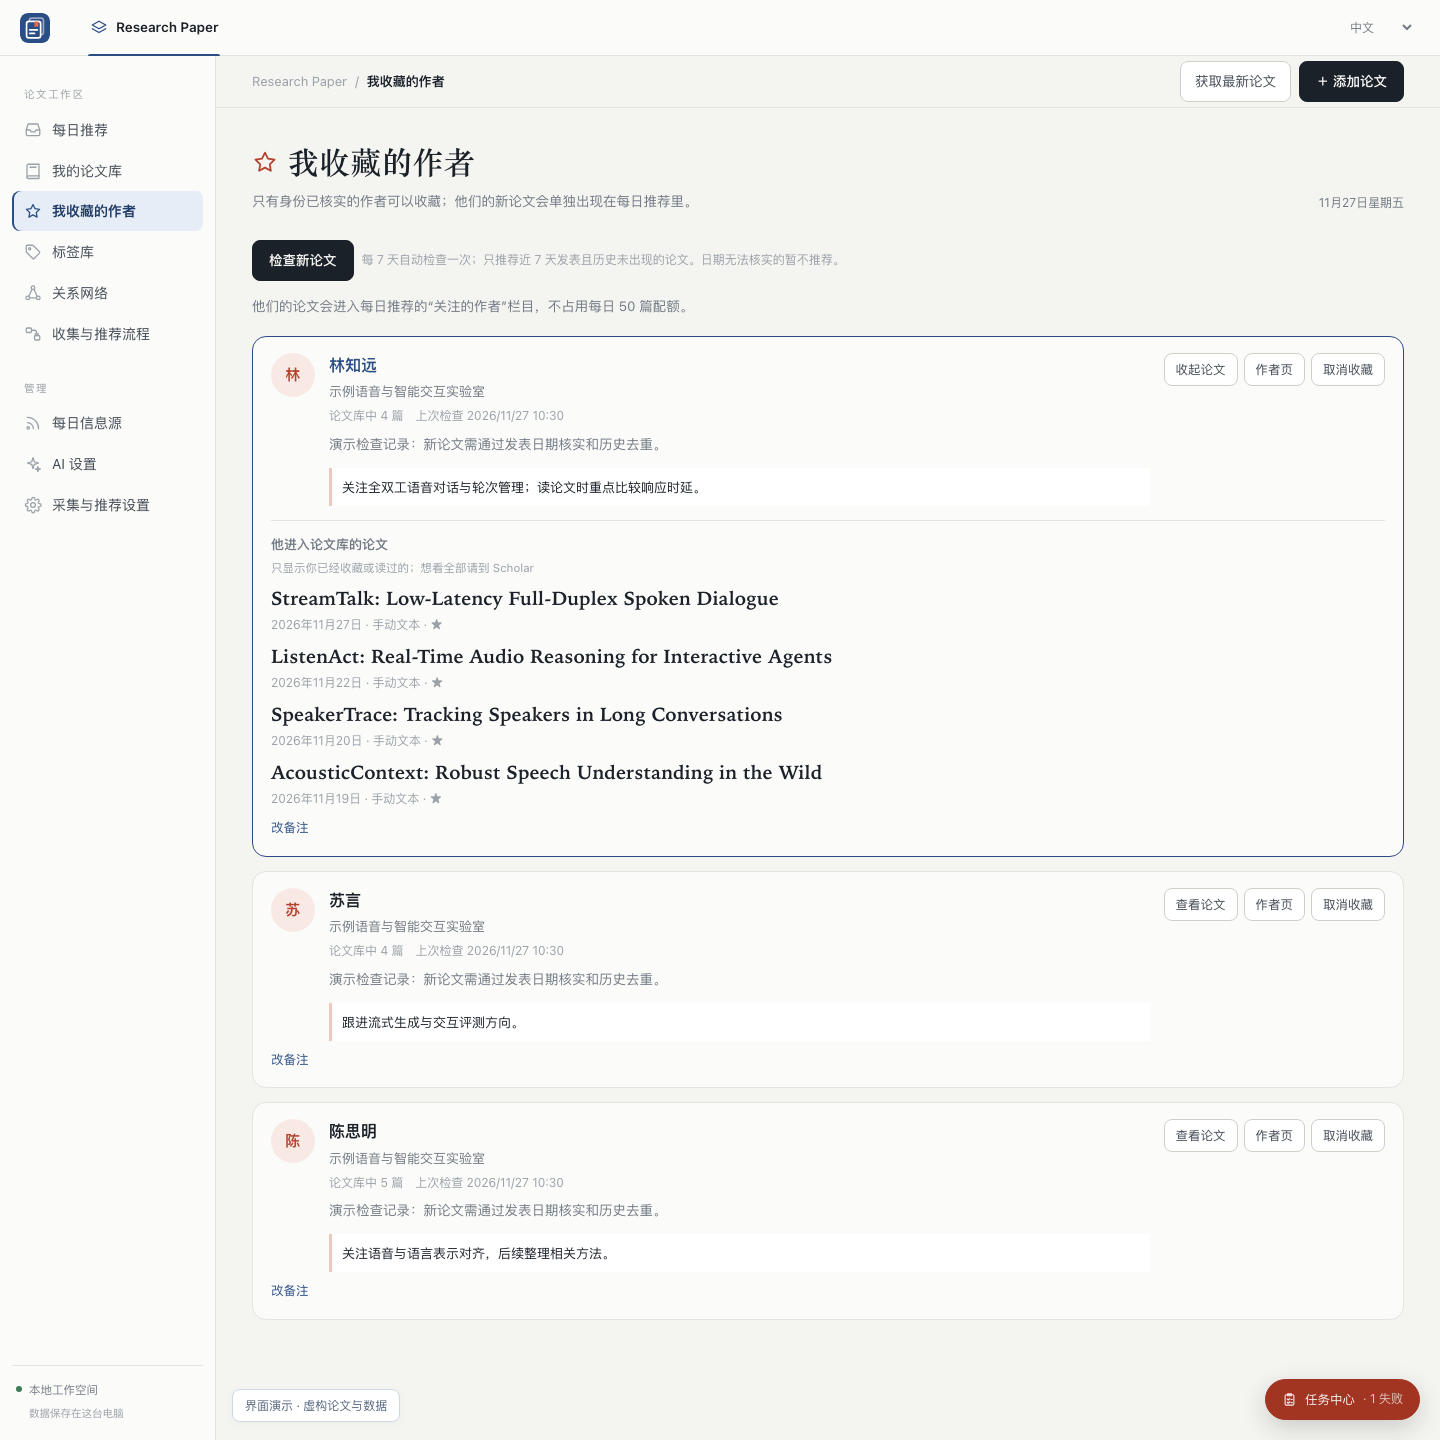 Research Paper
中文
论文工作区
每日推荐
我的论文库
我收藏的作者
标签库
关系网络
收集与推荐流程
管理
每日信息源
AI 设置
采集与推荐设置
本地工作空间
数据保存在这台电脑
Research Paper / 我收藏的作者
获取最新论文
+ 添加论文
我收藏的作者
只有身份已核实的作者可以收藏；他们的新论文会单独出现在每日推荐里。
11月27日星期五
检查新论文
每 7 天自动检查一次；只推荐近 7 天发表且历史未出现的论文。日期无法核实的暂不推荐。
他们的论文会进入每日推荐的“关注的作者”栏目，不占用每日 50 篇配额。
林
林知远
收起论文
作者页
取消收藏
示例语音与智能交互实验室
论文库中 4 篇 上次检查 2026/11/27 10:30
演示检查记录：新论文需通过发表日期核实和历史去重。
关注全双工语音对话与轮次管理；读论文时重点比较响应时延。
他进入论文库的论文
只显示你已经收藏或读过的；想看全部请到 Scholar
StreamTalk: Low-Latency Full-Duplex Spoken Dialogue
2026年11月27日 · 手动文本 · ★
ListenAct: Real-Time Audio Reasoning for Interactive Agents
2026年11月22日 · 手动文本 · ★
SpeakerTrace: Tracking Speakers in Long Conversations
2026年11月20日 · 手动文本 · ★
AcousticContext: Robust Speech Understanding in the Wild
2026年11月19日 · 手动文本 · ★
改备注
苏
苏言
查看论文
作者页
取消收藏
示例语音与智能交互实验室
论文库中 4 篇 上次检查 2026/11/27 10:30
演示检查记录：新论文需通过发表日期核实和历史去重。
跟进流式生成与交互评测方向。
改备注
陈
陈思明
查看论文
作者页
取消收藏
示例语音与智能交互实验室
论文库中 5 篇 上次检查 2026/11/27 10:30
演示检查记录：新论文需通过发表日期核实和历史去重。
关注语音与语言表示对齐，后续整理相关方法。
改备注
界面演示 · 虚构论文与数据
任务中心 · 1 失败